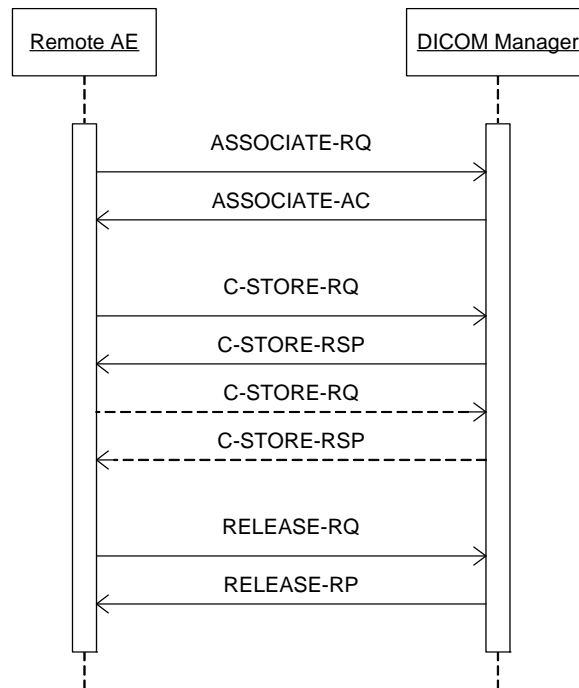 Remote AE
DICOM Manager
ASSOCIATE-RQ
ASSOCIATE-AC
C-STORE-RQ
C-STORE-RSP
C-STORE-RQ
C-STORE-RSP
RELEASE-RQ
RELEASE-RP